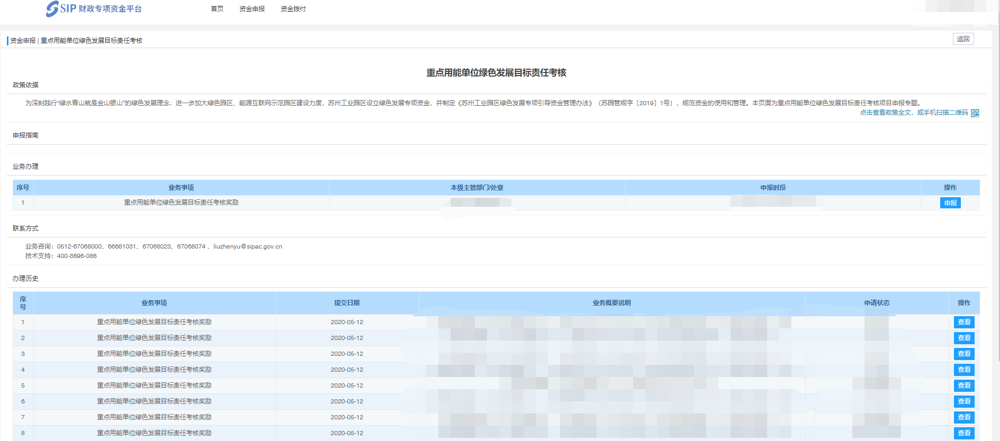 SIP 财政专项资金平台 首页 资金申报 资金拨付
资金申报 | 重点用能单位绿色发展目标责任考核 返回
重点用能单位绿色发展目标责任考核
政策依据
为深刻践行“绿水青山就是金山银山”的绿色发展理念，进一步加大绿色园区、能源互联网示范园区建设力度，苏州工业园区设立绿色发展专项资金，并制定《苏州工业园区绿色发展专项引导资金管理办法》（苏园管规字〔2019〕1号），规范资金的使用和管理。本页面为重点用能单位绿色发展目标责任考核项目申报专题。
点击查看政策全文，或手机扫描二维码
申报指南
业务办理
序号 业务事项 本级主管部门/处室 申报时段 操作
1 重点用能单位绿色发展目标责任考核奖励 申报
联系方式
业务咨询：0512-67068000、66681031、67068023、67068074 、liuzhenyu@sipac.gov.cn
技术支持：400-8696-086
办理历史
序号 业务事项 提交日期 业务概要说明 申请状态 操作
1 重点用能单位绿色发展目标责任考核奖励 2020-05-12 查看
2 重点用能单位绿色发展目标责任考核奖励 2020-05-12 查看
3 重点用能单位绿色发展目标责任考核奖励 2020-05-12 查看
4 重点用能单位绿色发展目标责任考核奖励 2020-05-12 查看
5 重点用能单位绿色发展目标责任考核奖励 2020-05-12 查看
6 重点用能单位绿色发展目标责任考核奖励 2020-05-12 查看
7 重点用能单位绿色发展目标责任考核奖励 2020-05-12 查看
8 重点用能单位绿色发展目标责任考核奖励 2020-05-12 查看